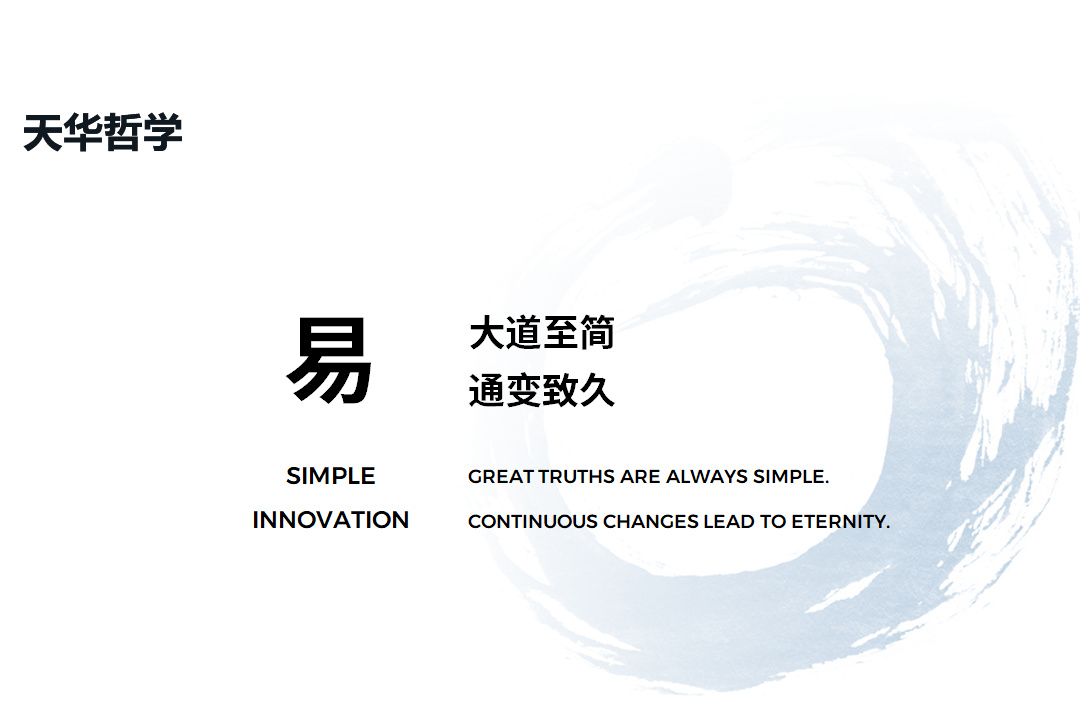 天华哲学
易
大道至简
通变致久
SIMPLE
GREAT TRUTHS ARE ALWAYS SIMPLE.
INNOVATION
CONTINUOUS CHANGES LEAD TO ETERNITY.